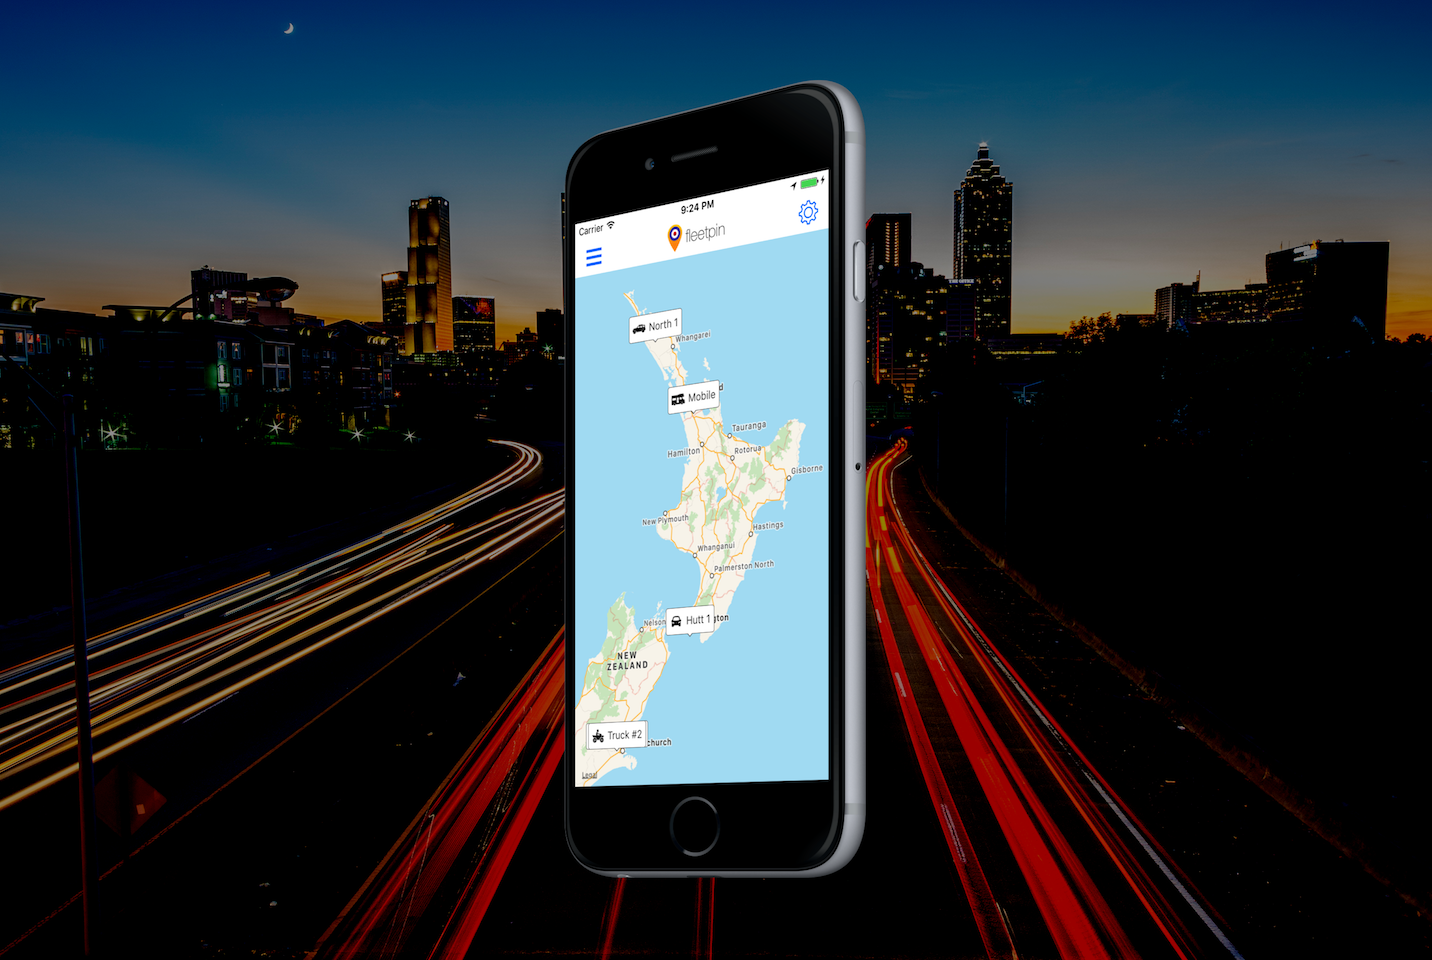 9:24 PM
Carrier
fleetpin
North 1
Whangarei
d
Mobile
Tauranga
Hamilton
Rotorua
Gisborne
New Plymouth
Hastings
Whanganui
Palmerston North
Nelson
Hutt 1
gton
NEW
ZEALAND
Truck #2
church
Legal